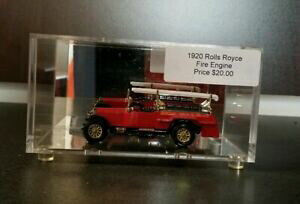 1920 Rolls Royce
Fire Engine
Price $20.00